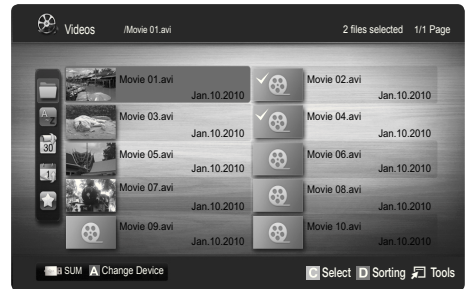 Videos /Movie 01.avi 2 files selected 1/1 Page
Movie 01.avi Movie 02.avi
Jan.10.2010 Jan.10.2010
Movie 03.avi Movie 04.avi
Jan.10.2010 Jan.10.2010
Movie 05.avi Movie 06.avi
Jan.10.2010 Jan.10.2010
Movie 07.avi Movie 08.avi
Jan.10.2010 Jan.10.2010
Movie 09.avi Movie 10.avi
Jan.10.2010 Jan.10.2010
A
30
1
SUM A Change Device C Select D Sorting Tools